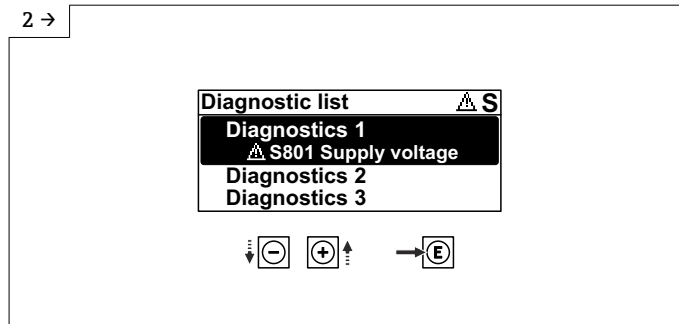 2 →
Diagnostic list ⚠ S
Diagnostics 1
⚠ S801 Supply voltage
Diagnostics 2
Diagnostics 3
− + → E